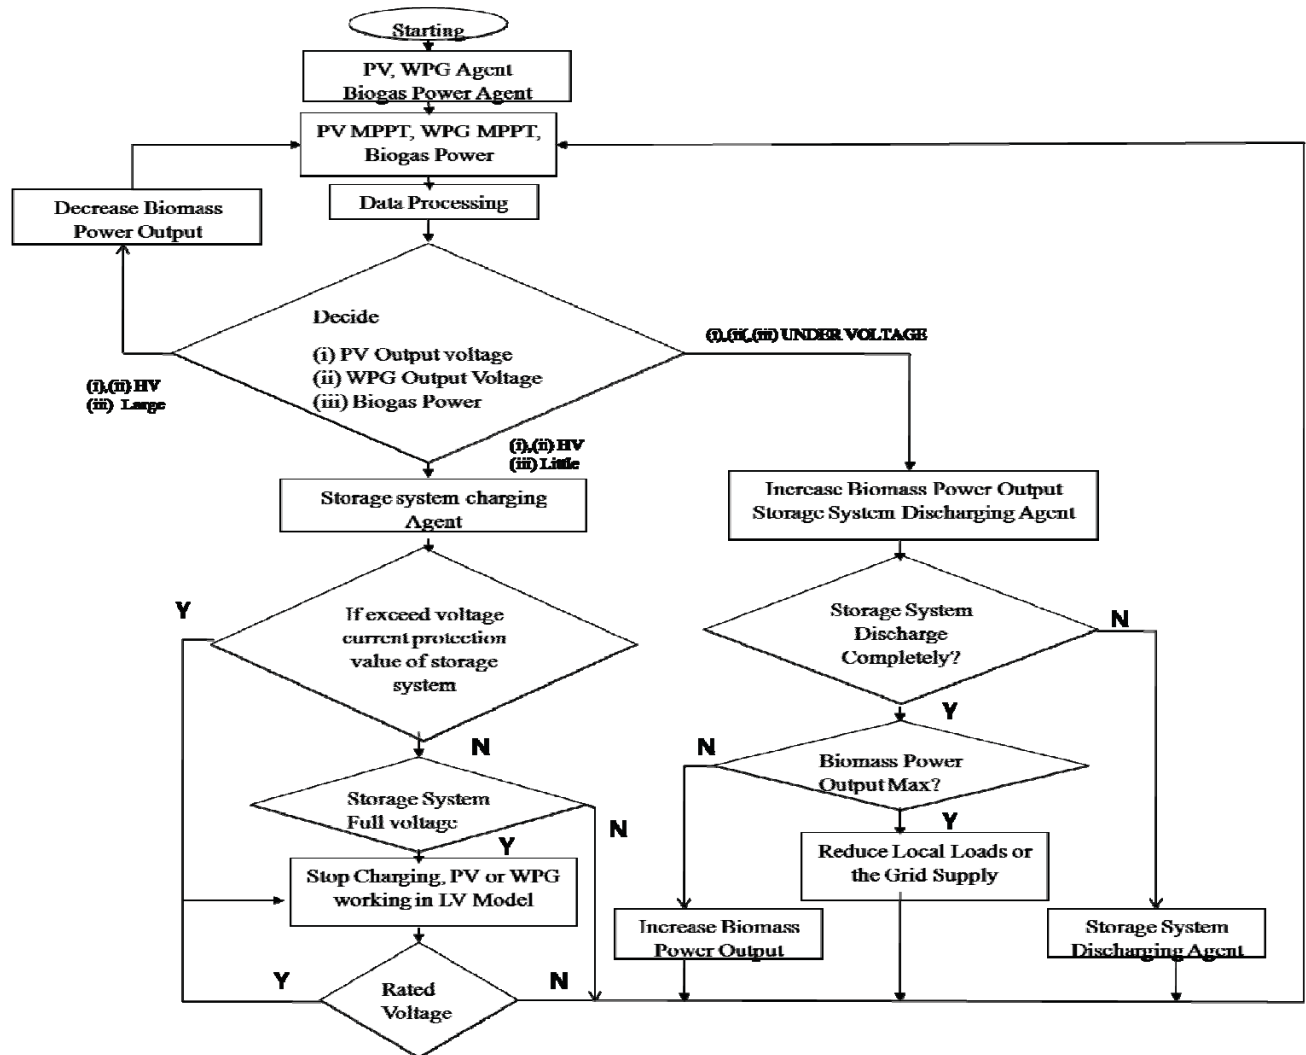 Starting
PV, WPG Agent
Biogas Power Agent
PV MPPT, WPG MPPT,
Biogas Power
Decrease Biomass
Power Output
Data Processing
Decide
(i) PV Output voltage
(ii) WPG Output Voltage
(iii) Biogas Power
(i),(ii(,(iii) UNDER VOLTAGE
(i),(ii) HV
(iii) Large
(i),(ii) HV
(iii) Little
Storage system charging
Agent
Increase Biomass Power Output
Storage System Discharging Agent
Y
If exceed voltage
current protection
value of storage
system
Storage System
Discharge
Completely?
N
Y
N
N
Biomass Power
Output Max?
Storage System
Full voltage
N
Y
Y
Stop Charging, PV or WPG
working in LV Model
Reduce Local Loads or
the Grid Supply
Increase Biomass
Power Output
Storage System
Discharging Agent
Y
Rated
Voltage
N